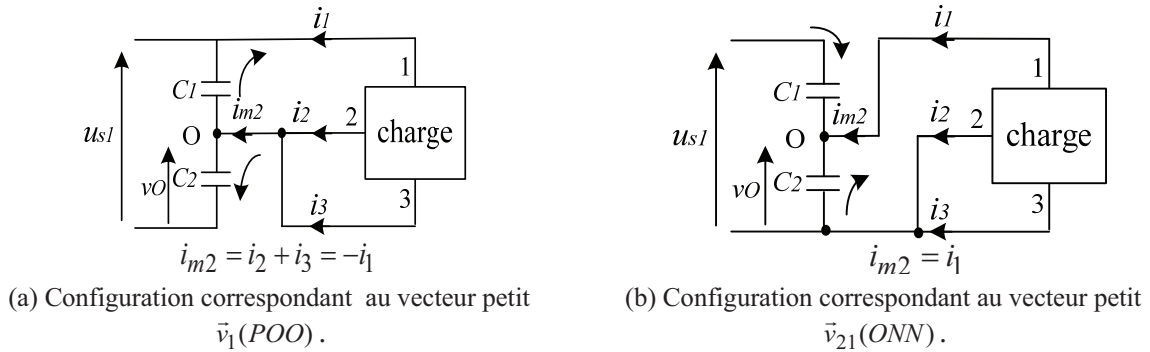 i1
1
C1
im2
i2
2
us1
O
charge
C2
vO
3
i3
im2 = i2 + i3 = −i1
(a) Configuration correspondant au vecteur petit
v⃗1(POO) .
i1
1
C1
im2
i2
2
us1
O
charge
C2
vO
3
i3
im2 = i1
(b) Configuration correspondant au vecteur petit
v⃗21(ONN) .